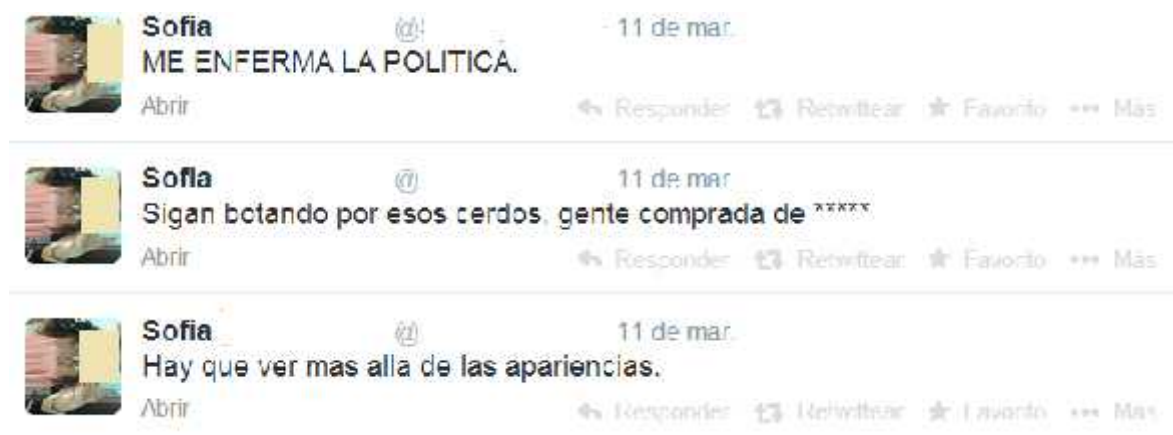 Sofia @ 11 de mar.
ME ENFERMA LA POLITICA.
Abrir Responder Retwittear Favorito Más
Sofia @ 11 de mar
Sigan botando por esos cerdos, gente comprada de *****
Abrir Responder Retwittear Favorito Más
Sofia @ 11 de mar.
Hay que ver mas alla de las apariencias.
Abrir Responder Retwittear Favorito Más